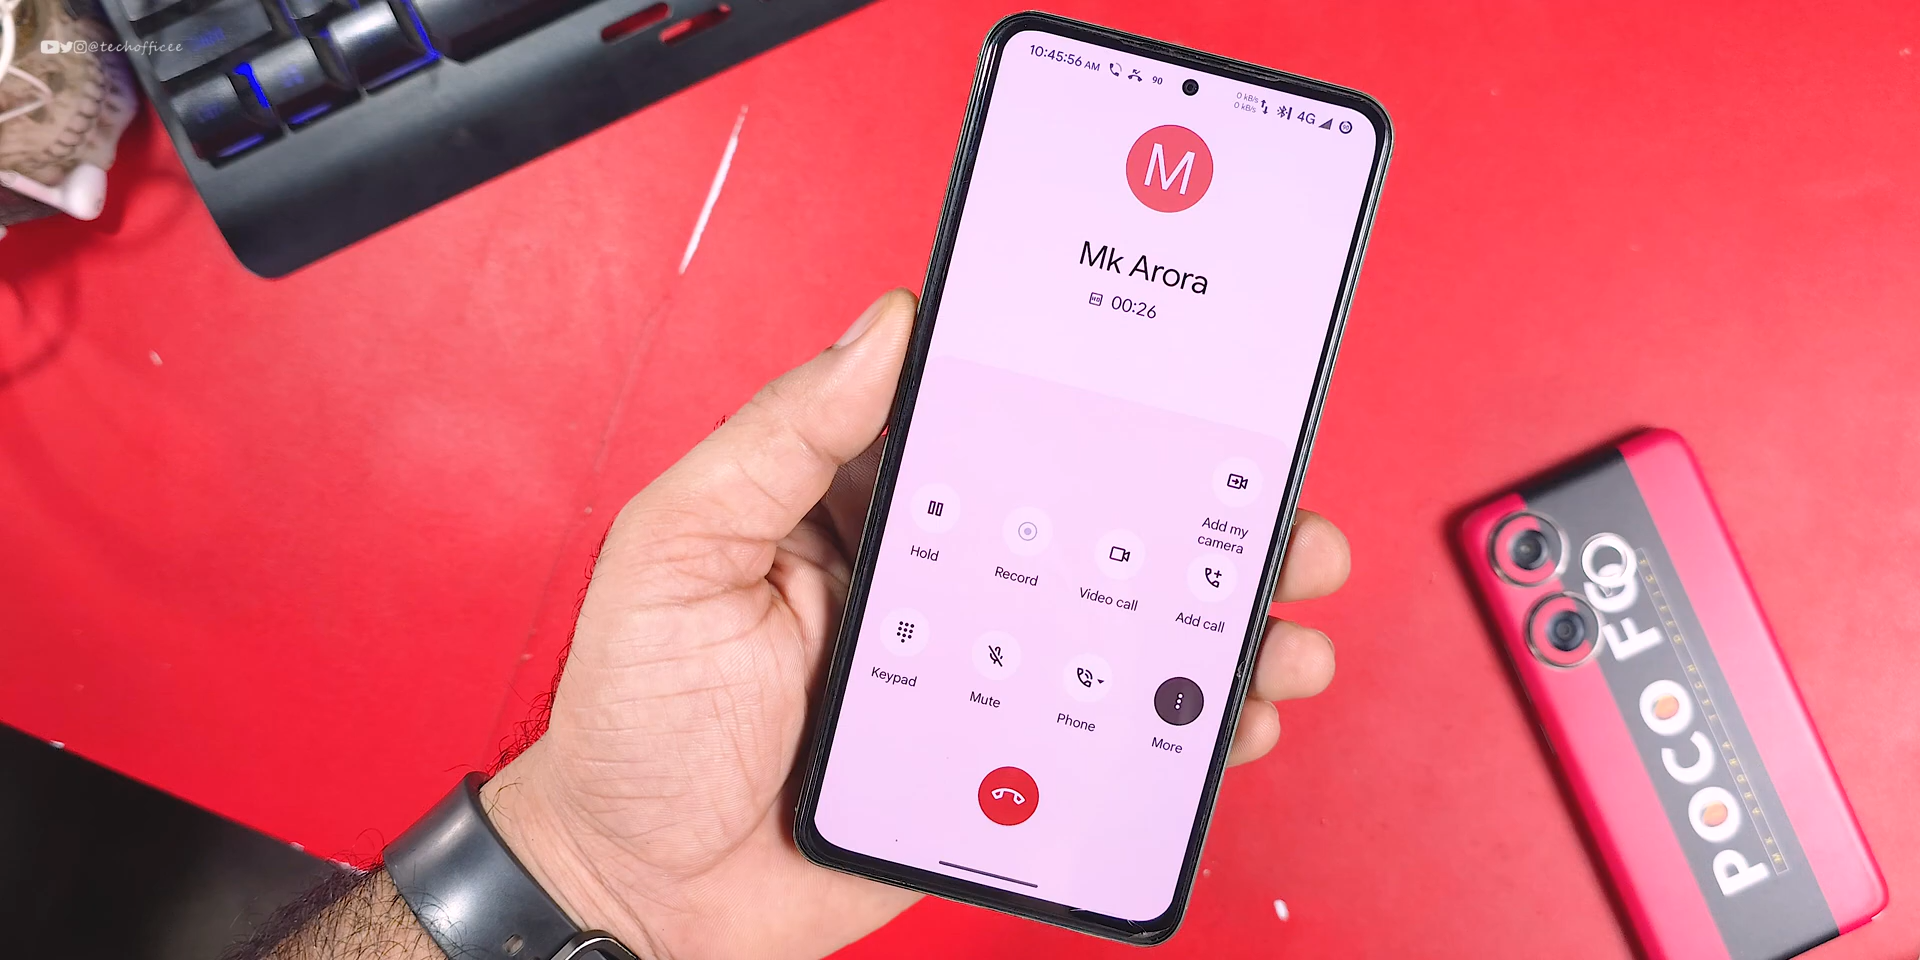 @techofficee
10:45:56 AM
90
0 kB/s
0 kB/s
4G
M
Mk Arora
HD 00:26
Add my
camera
Hold
Record
Video call
Add call
Keypad
Mute
Phone
More
POCO F